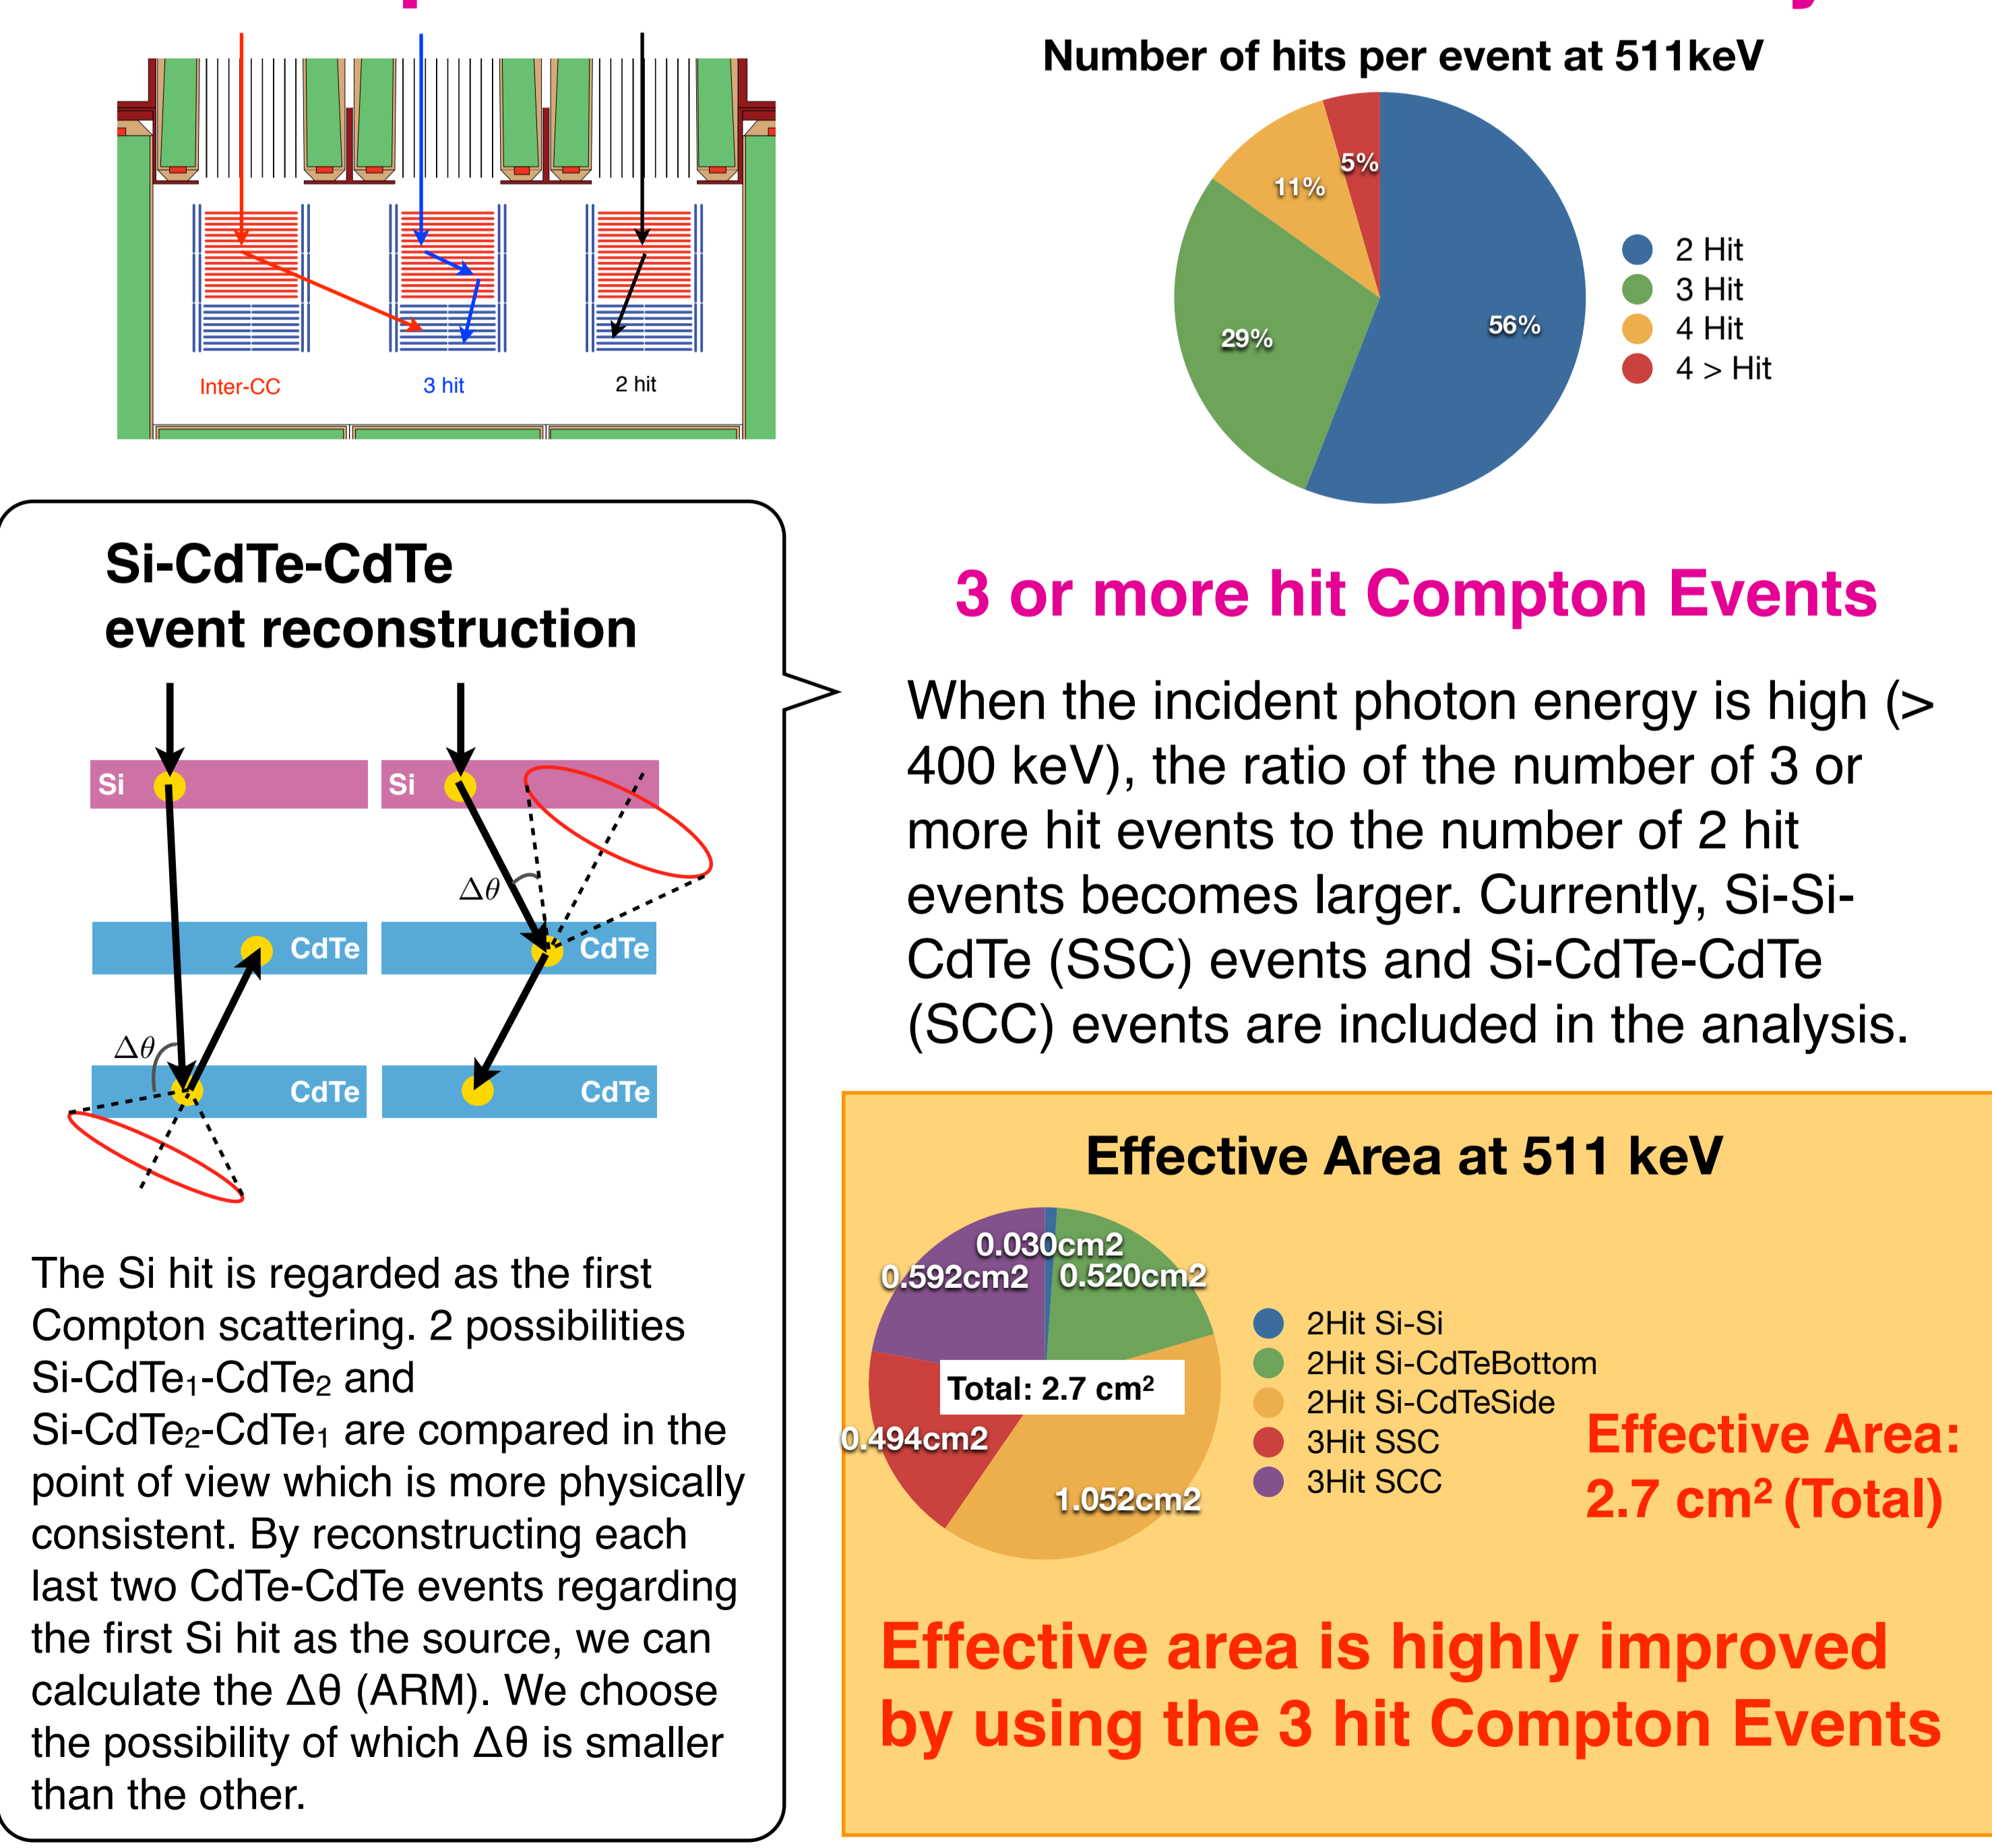 Number of hits per event at 511keV
5%
11%
29%
56%
2 Hit
3 Hit
4 Hit
4 > Hit
Inter-CC
3 hit
2 hit
Si-CdTe-CdTe
event reconstruction
Si
Si
Δθ
CdTe
CdTe
Δθ
CdTe
CdTe
The Si hit is regarded as the first
Compton scattering. 2 possibilities
Si-CdTe₁-CdTe₂ and
Si-CdTe₂-CdTe₁ are compared in the
point of view which is more physically
consistent. By reconstructing each
last two CdTe-CdTe events regarding
the first Si hit as the source, we can
calculate the Δθ (ARM). We choose
the possibility of which Δθ is smaller
than the other.
3 or more hit Compton Events
When the incident photon energy is high (>
400 keV), the ratio of the number of 3 or
more hit events to the number of 2 hit
events becomes larger. Currently, Si-Si-
CdTe (SSC) events and Si-CdTe-CdTe
(SCC) events are included in the analysis.
Effective Area at 511 keV
0.030cm2
0.592cm2
0.520cm2
Total: 2.7 cm²
0.494cm2
1.052cm2
2Hit Si-Si
2Hit Si-CdTeBottom
2Hit Si-CdTeSide
3Hit SSC
3Hit SCC
Effective Area:
2.7 cm² (Total)
Effective area is highly improved
by using the 3 hit Compton Events